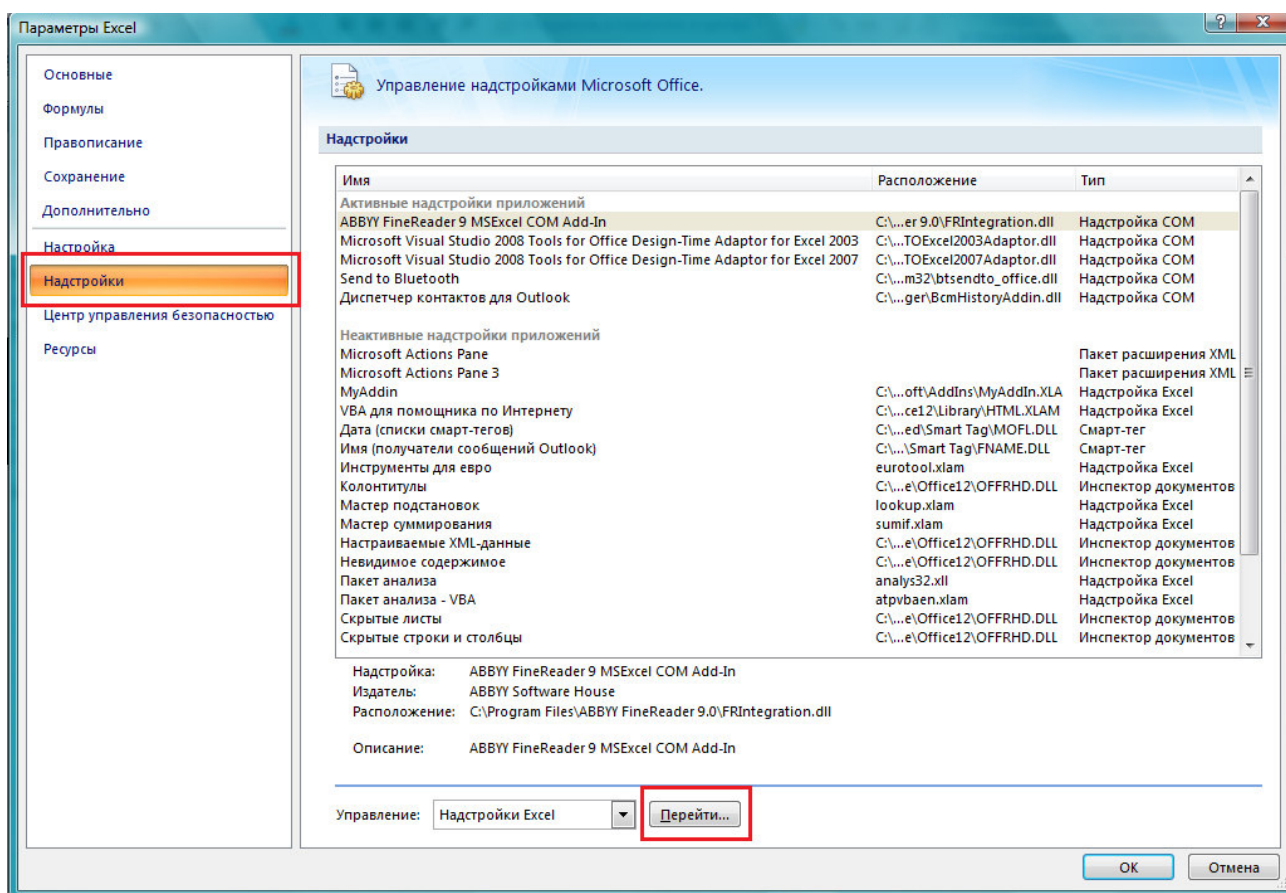 Параметры Excel
Основные
Формулы
Правописание
Сохранение
Дополнительно
Настройка
Надстройки
Центр управления безопасностью
Ресурсы
Управление надстройками Microsoft Office.
Надстройки
Имя Расположение Тип
Активные надстройки приложений
ABBYY FineReader 9 MSExcel COM Add-In C:\...er 9.0\FRIntegration.dll Надстройка COM
Microsoft Visual Studio 2008 Tools for Office Design-Time Adaptor for Excel 2003 C:\...TOExcel2003Adaptor.dll Надстройка COM
Microsoft Visual Studio 2008 Tools for Office Design-Time Adaptor for Excel 2007 C:\...TOExcel2007Adaptor.dll Надстройка COM
Send to Bluetooth C:\...m32\btsendto_office.dll Надстройка COM
Диспетчер контактов для Outlook C:\...ger\BcmHistoryAddin.dll Надстройка COM
Неактивные надстройки приложений
Microsoft Actions Pane Пакет расширения XML
Microsoft Actions Pane 3 Пакет расширения XML
MyAddin C:\...oft\AddIns\MyAddIn.XLA Надстройка Excel
VBA для помощника по Интернету C:\...ce12\Library\HTML.XLAM Надстройка Excel
Дата (списки смарт-тегов) C:\...ed\Smart Tag\MOFL.DLL Смарт-тег
Имя (получатели сообщений Outlook) C:\...\Smart Tag\FNAME.DLL Смарт-тег
Инструменты для евро eurotool.xlam Надстройка Excel
Колонтитулы C:\...e\Office12\OFFRHD.DLL Инспектор документов
Мастер подстановок lookup.xlam Надстройка Excel
Мастер суммирования sumif.xlam Надстройка Excel
Настраиваемые XML-данные C:\...e\Office12\OFFRHD.DLL Инспектор документов
Невидимое содержимое C:\...e\Office12\OFFRHD.DLL Инспектор документов
Пакет анализа analys32.xll Надстройка Excel
Пакет анализа - VBA atpvbaen.xlam Надстройка Excel
Скрытые листы C:\...e\Office12\OFFRHD.DLL Инспектор документов
Скрытые строки и столбцы C:\...e\Office12\OFFRHD.DLL Инспектор документов
Надстройка: ABBYY FineReader 9 MSExcel COM Add-In
Издатель: ABBYY Software House
Расположение: C:\Program Files\ABBYY FineReader 9.0\FRIntegration.dll
Описание: ABBYY FineReader 9 MSExcel COM Add-In
Управление: Надстройки Excel Перейти...
ОК Отмена